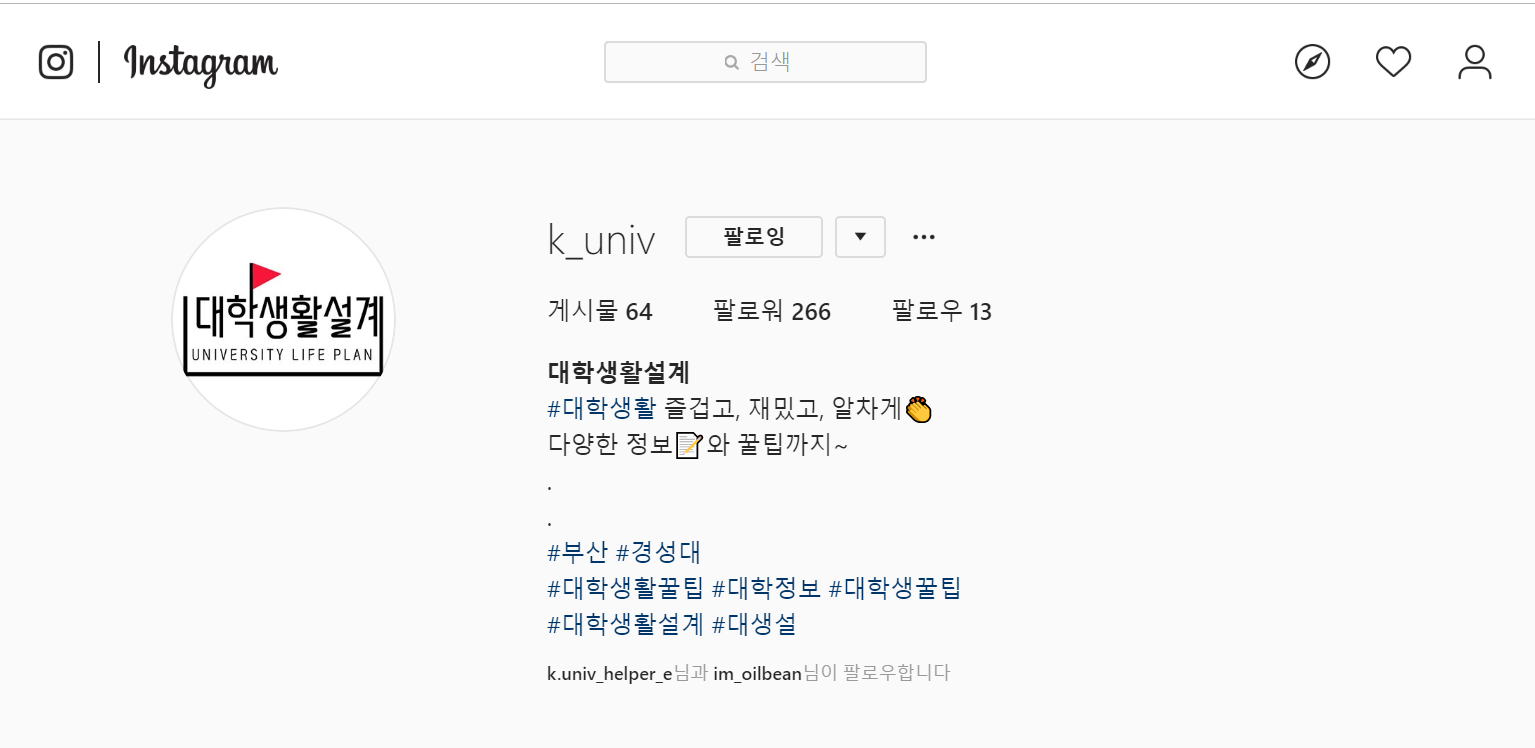 Instagram
검색
대학생활설계
UNIVERSITY LIFE PLAN
k_univ 팔로잉
게시물 64 팔로워 266 팔로우 13
대학생활설계
#대학생활 즐겁고, 재밌고, 알차게👏
다양한 정보📝와 꿀팁까지~
.
.
#부산 #경성대
#대학생활꿀팁 #대학정보 #대학생꿀팁
#대학생활설계 #대생설
k.univ_helper_e님과 im_oilbean님이 팔로우합니다